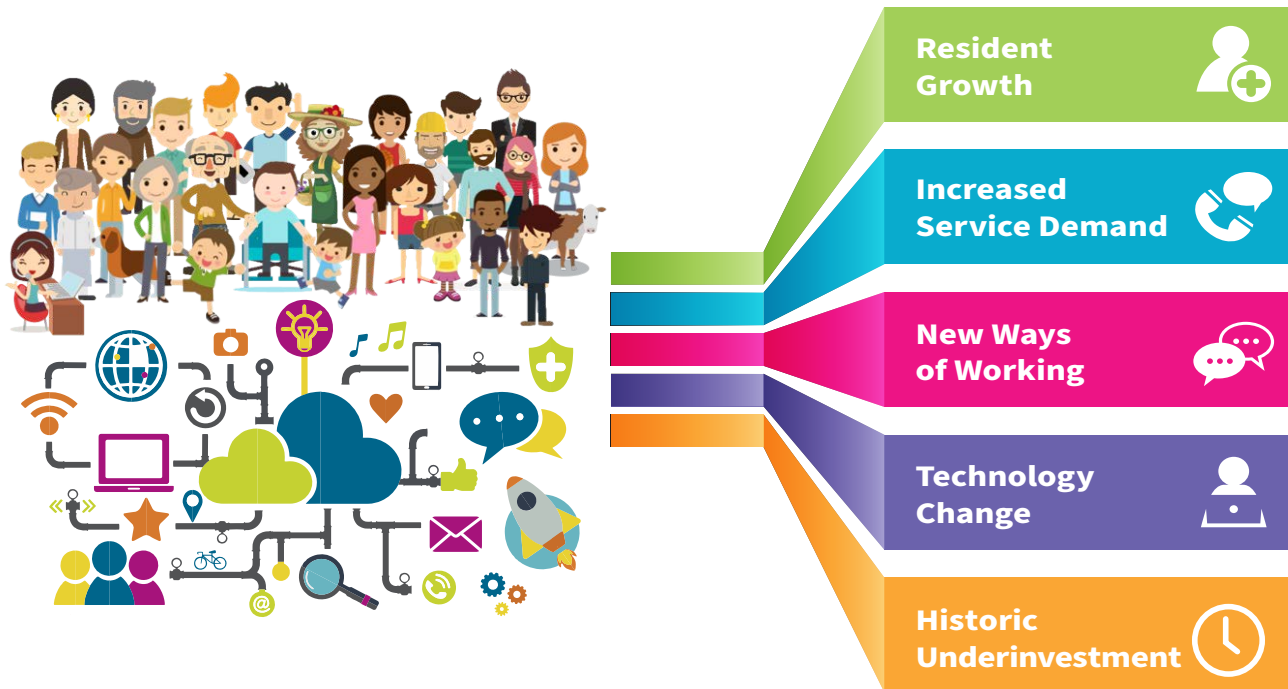 Resident
Growth
Increased
Service Demand
New Ways
of Working
Technology
Change
Historic
Underinvestment
@